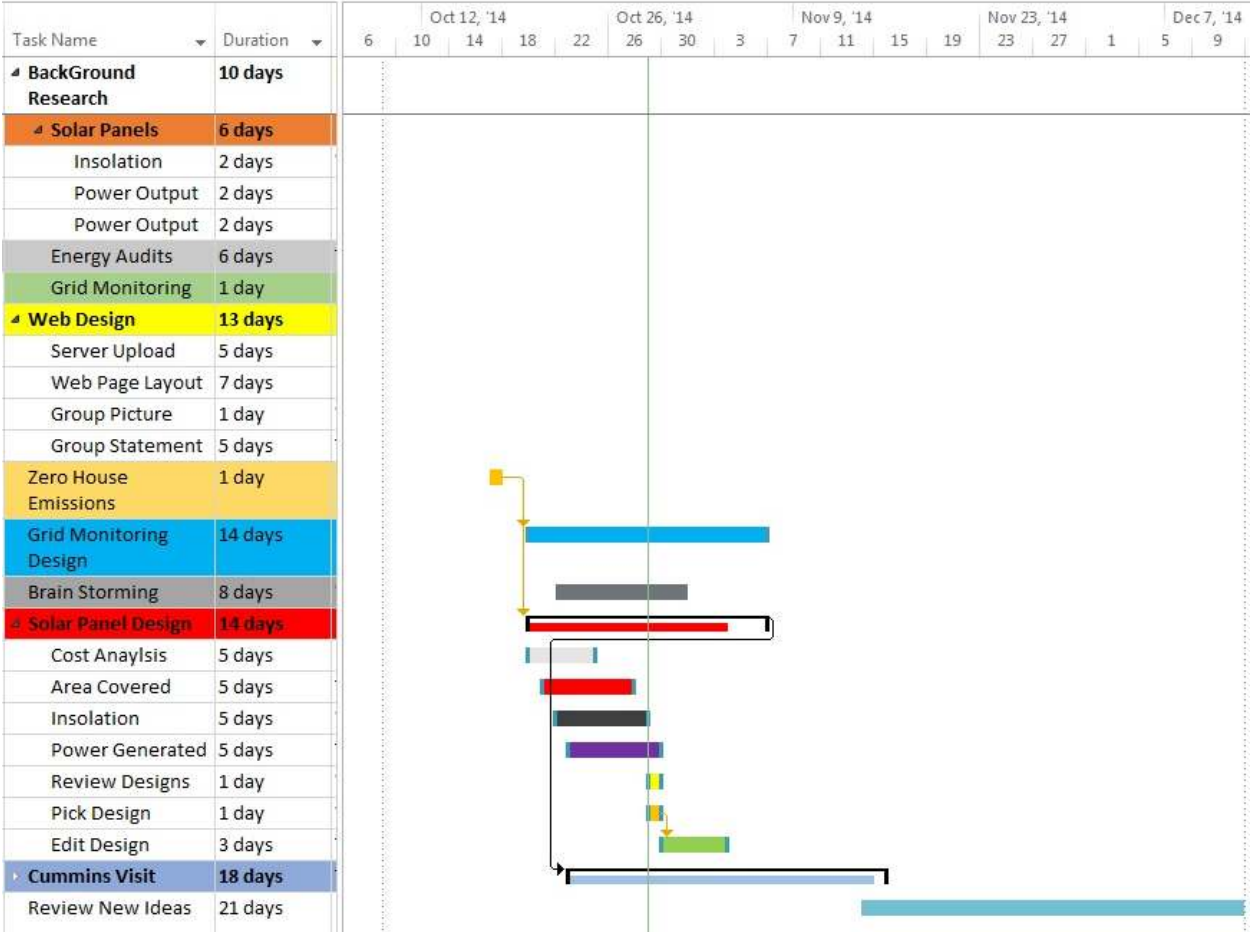 Oct 12, '14 Oct 26, '14 Nov 9, '14 Nov 23, '14 Dec 7, '14
Task Name Duration 6 10 14 18 22 26 30 3 7 11 15 19 23 27 1 5 9
BackGround 10 days
Research
Solar Panels 6 days
Insolation 2 days
Power Output 2 days
Power Output 2 days
Energy Audits 6 days
Grid Monitoring 1 day
Web Design 13 days
Server Upload 5 days
Web Page Layout 7 days
Group Picture 1 day
Group Statement 5 days
Zero House 1 day
Emissions
Grid Monitoring 14 days
Design
Brain Storming 8 days
Solar Panel Design 14 days
Cost Anaylsis 5 days
Area Covered 5 days
Insolation 5 days
Power Generated 5 days
Review Designs 1 day
Pick Design 1 day
Edit Design 3 days
Cummins Visit 18 days
Review New Ideas 21 days